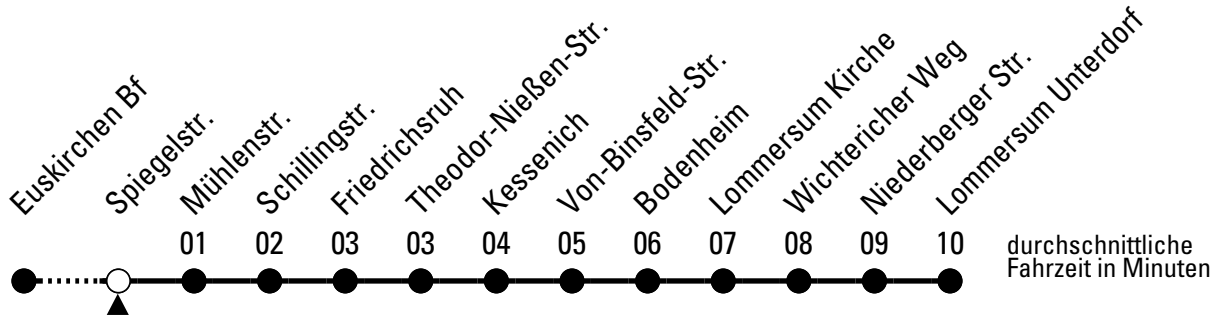 Euskirchen Bf
Spiegelstr.
Mühlenstr.
Schillingstr.
Friedrichsruh
Theodor-Nießen-Str.
Kessenich
Von-Binsfeld-Str.
Bodenheim
Lommersum Kirche
Wichtericher Weg
Niederberger Str.
Lommersum Unterdorf
01 02 03 03 04 05 06 07 08 09 10
durchschnittliche
Fahrzeit in Minuten